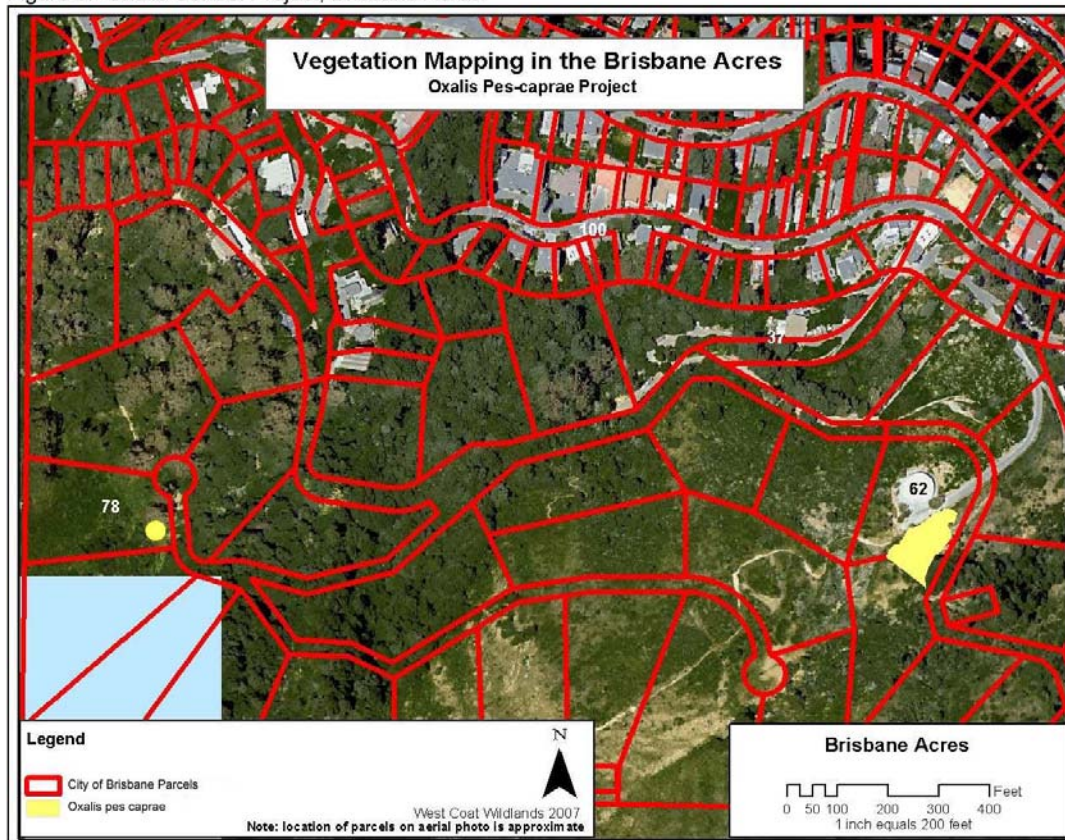 Vegetation Mapping in the Brisbane Acres
Oxalis Pes-caprae Project
100
37
62
78
Legend
City of Brisbane Parcels
Oxalis pes caprae
N
West Coat Wildlands 2007
Note: location of parcels on aerial photo is approximate
Brisbane Acres
Feet
0 50 100 200 300 400
1 inch equals 200 feet